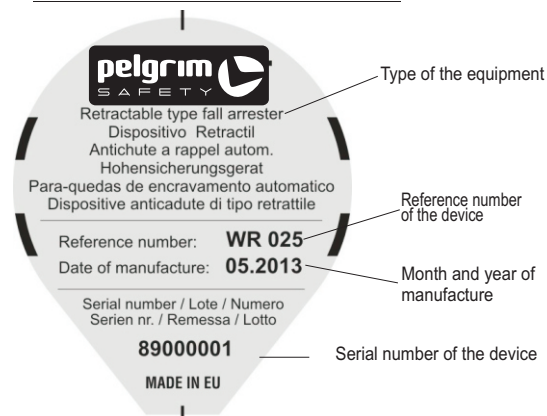 pelgrim
SAFETY
Retractable type fall arrester
Dispositivo Retractil
Antichute a rappel autom.
Hohensicherungsgerat
Para-quedas de encravamento automatico
Dispositive anticadute di tipo retrattile
Reference number: WR 025
Date of manufacture: 05.2013
Serial number / Lote / Numero
Serien nr. / Remessa / Lotto
89000001
MADE IN EU
Type of the equipment
Reference number
of the device
Month and year of
manufacture
Serial number of the device